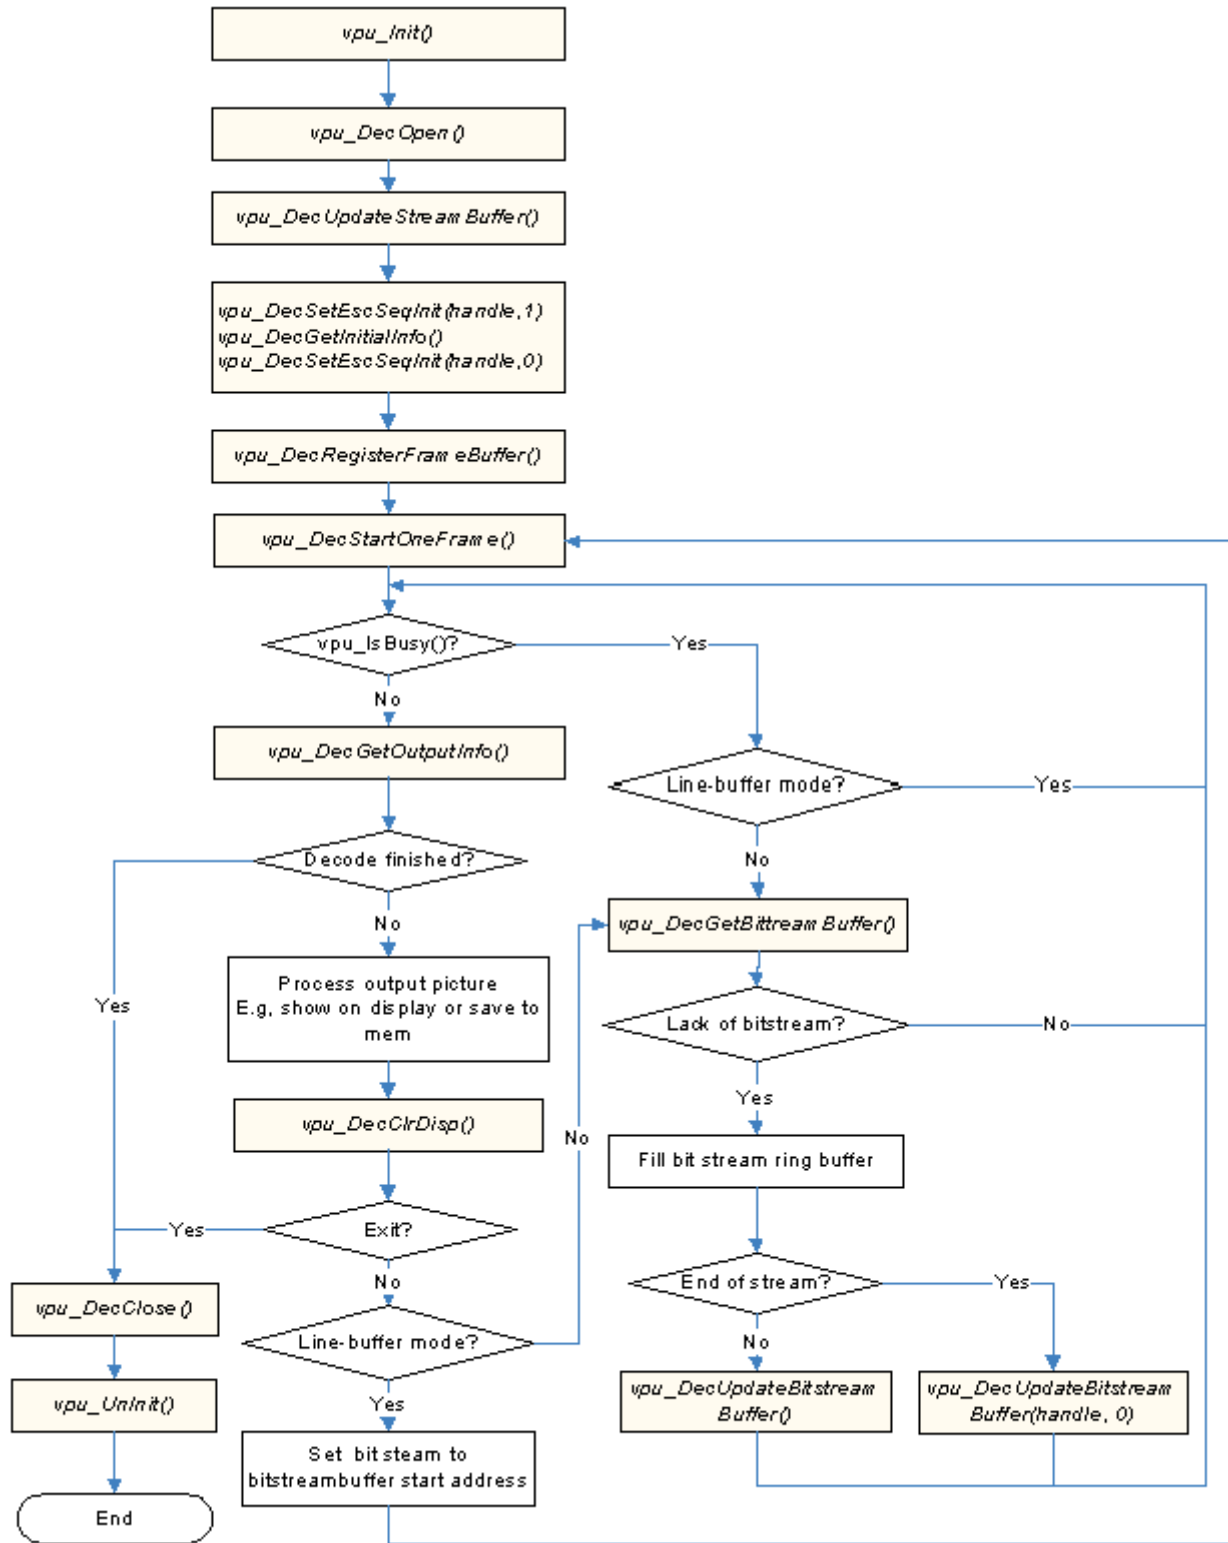 vpu_Init()
vpu_DecOpen()
vpu_DecUpdateStreamBuffer()
vpu_DecSetEscSeqInit(handle,1)
vpu_DecGetInitialInfo()
vpu_DecSetEscSeqInit(handle,0)
vpu_DecRegisterFrameBuffer()
vpu_DecStartOneFrame()
vpu_IsBusy()?
Yes
No
vpu_DecGetOutputInfo()
Line-buffer mode?
Yes
No
Decode finished?
Yes
No
vpu_DecGetBittreamBuffer()
Process output picture
E.g, show on display or save to
mem
Lack of bitstream?
No
Yes
vpu_DecClrDisp()
No
Fill bit stream ring buffer
Exit?
Yes
No
End of stream?
Yes
No
vpu_DecClose()
Line-buffer mode?
Yes
vpu_DecUpdateBitstream
Buffer()
vpu_DecUpdateBitstream
Buffer(handle, 0)
vpu_UnInit()
Set bitsteam to
bitstreambuffer start address
End